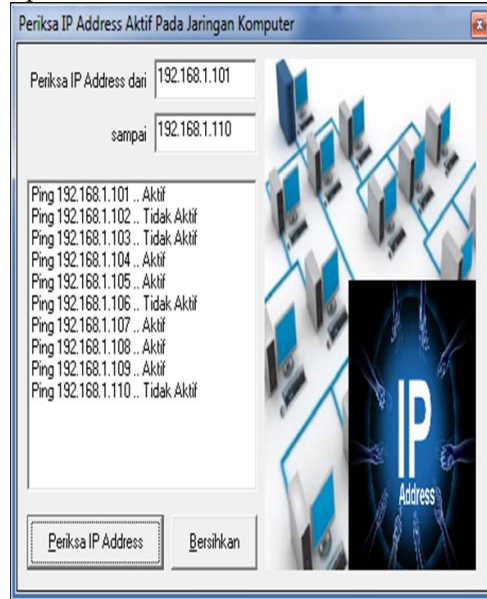 Periksa IP Address Aktif Pada Jaringan Komputer
Periksa IP Address dari 192.168.1.101
sampai 192.168.1.110
Ping 192.168.1.101 .. Aktif
Ping 192.168.1.102 .. Tidak Aktif
Ping 192.168.1.103 .. Tidak Aktif
Ping 192.168.1.104 .. Aktif
Ping 192.168.1.105 .. Aktif
Ping 192.168.1.106 .. Tidak Aktif
Ping 192.168.1.107 .. Aktif
Ping 192.168.1.108 .. Aktif
Ping 192.168.1.109 .. Aktif
Ping 192.168.1.110 .. Tidak Aktif
IP
Address
Periksa IP Address
Bersihkan